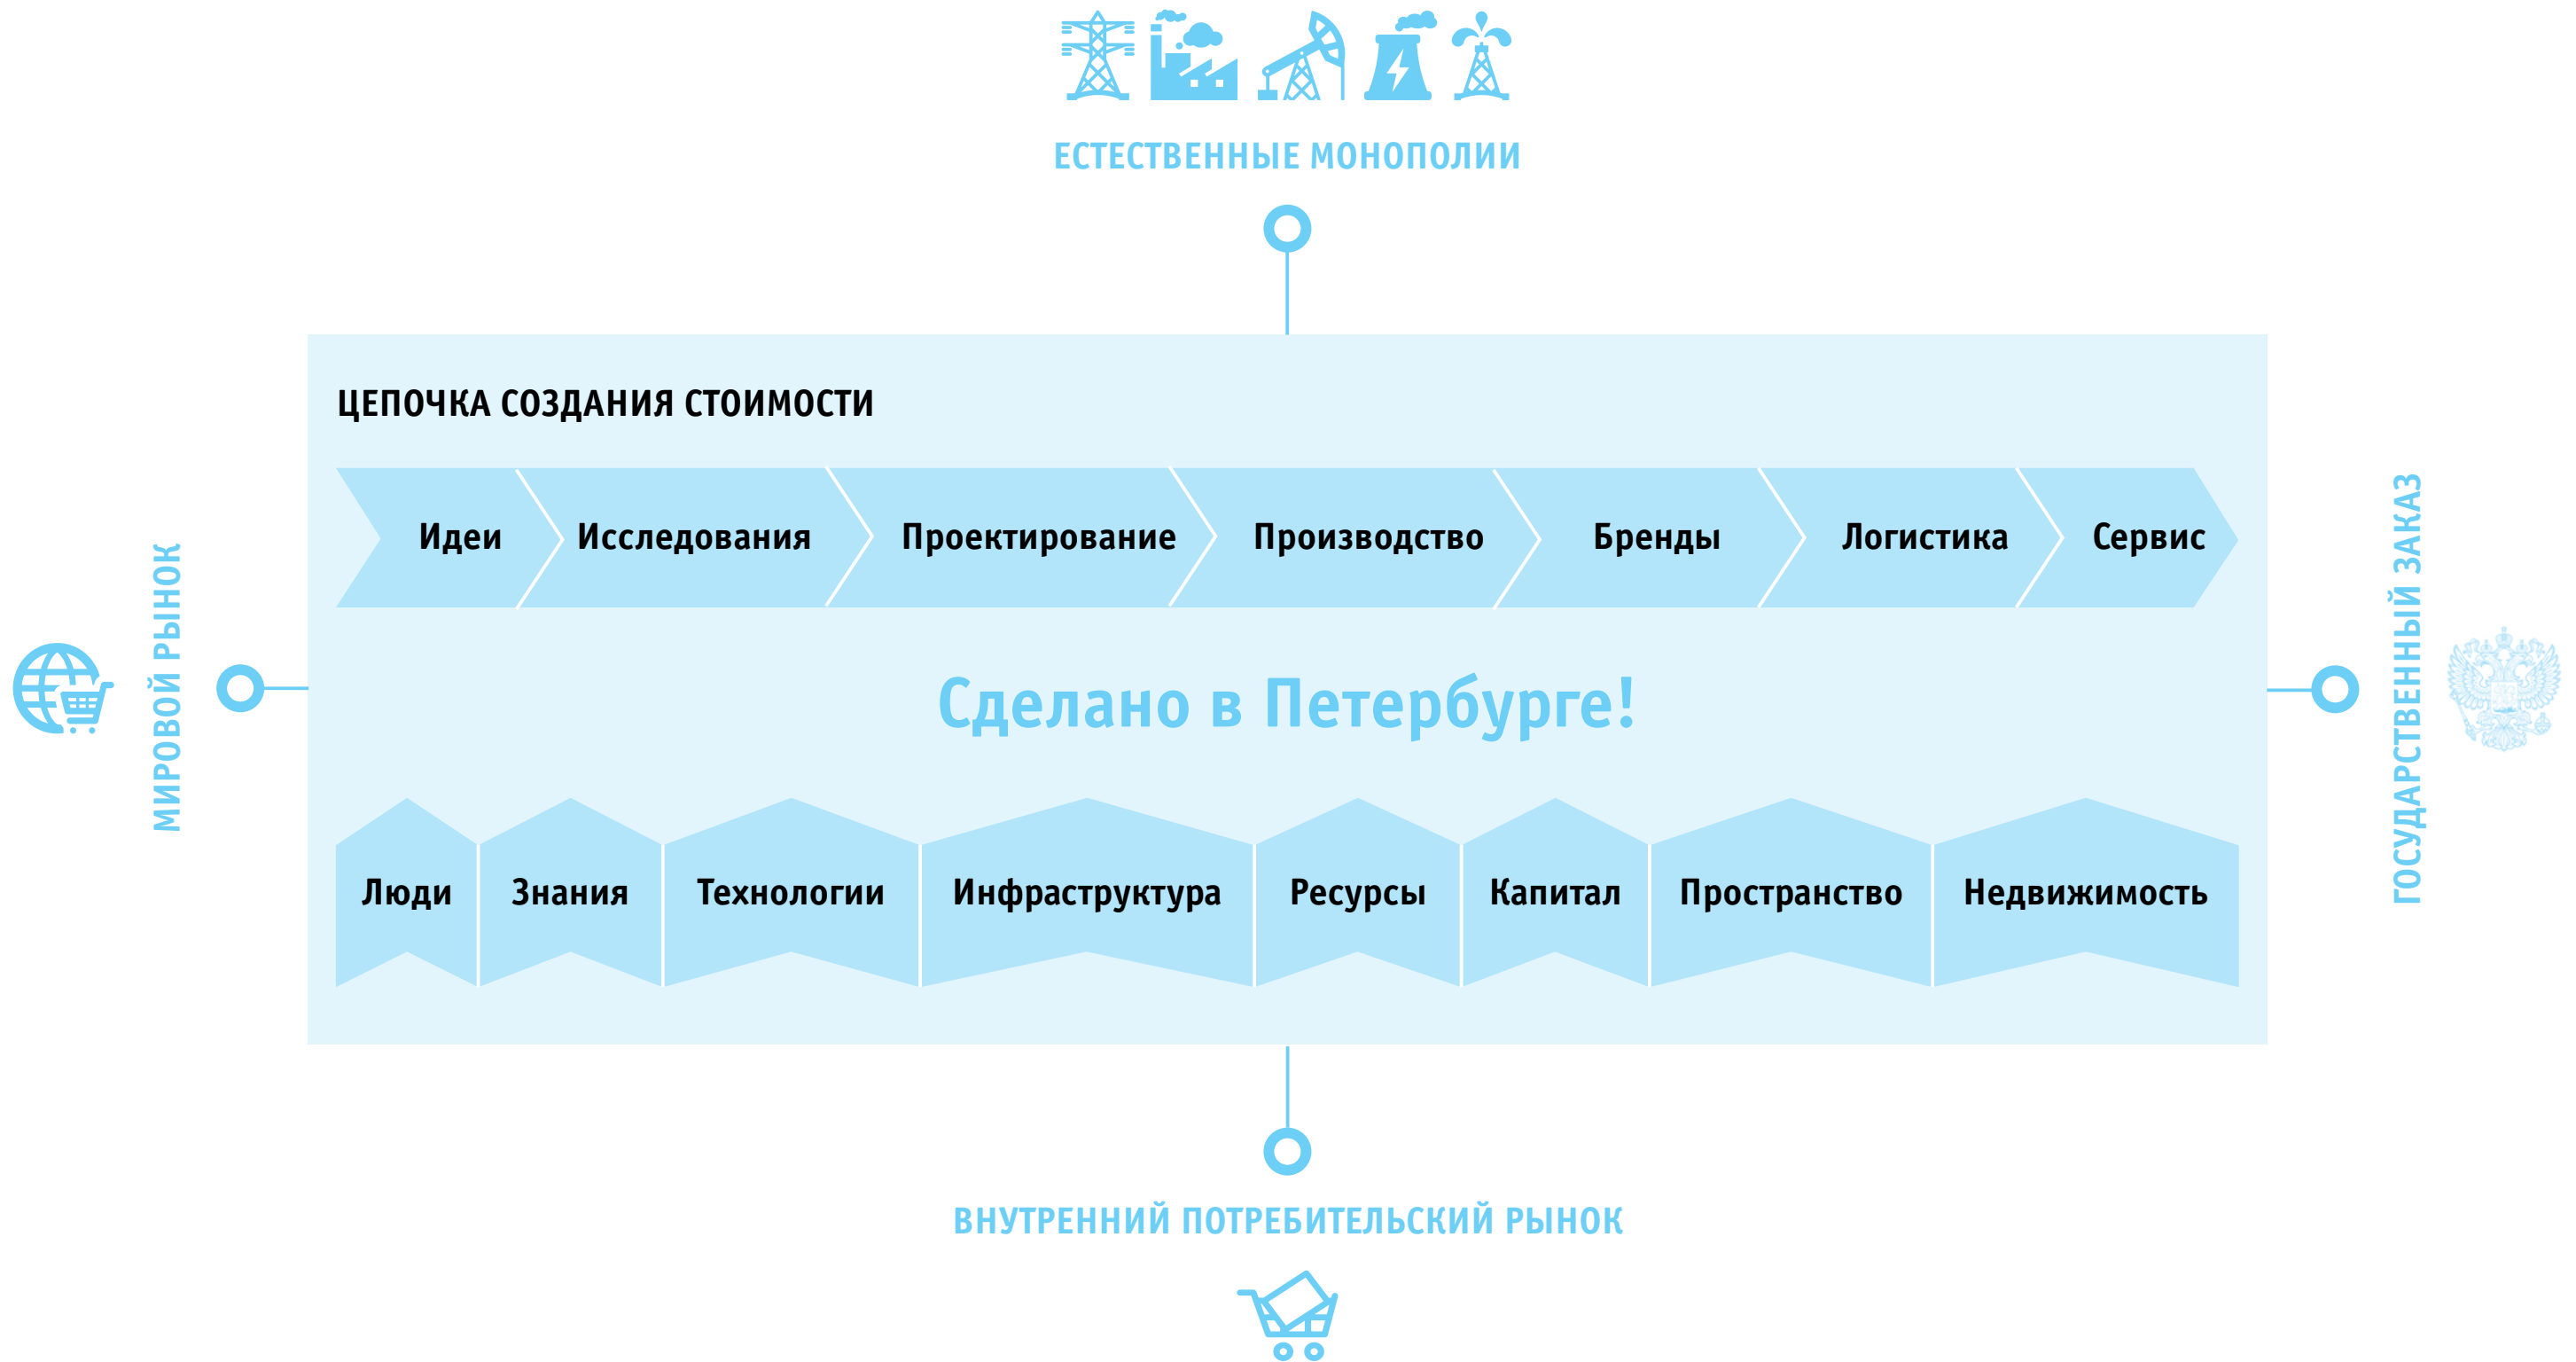 ЕСТЕСТВЕННЫЕ МОНОПОЛИИ
ЦЕПОЧКА СОЗДАНИЯ СТОИМОСТИ
Идеи
Исследования
Проектирование
Производство
Бренды
Логистика
Сервис
МИРОВОЙ РЫНОК
Сделано в Петербурге!
ГОСУДАРСТВЕННЫЙ ЗАКАЗ
Люди
Знания
Технологии
Инфраструктура
Ресурсы
Капитал
Пространство
Недвижимость
ВНУТРЕННИЙ ПОТРЕБИТЕЛЬСКИЙ РЫНОК